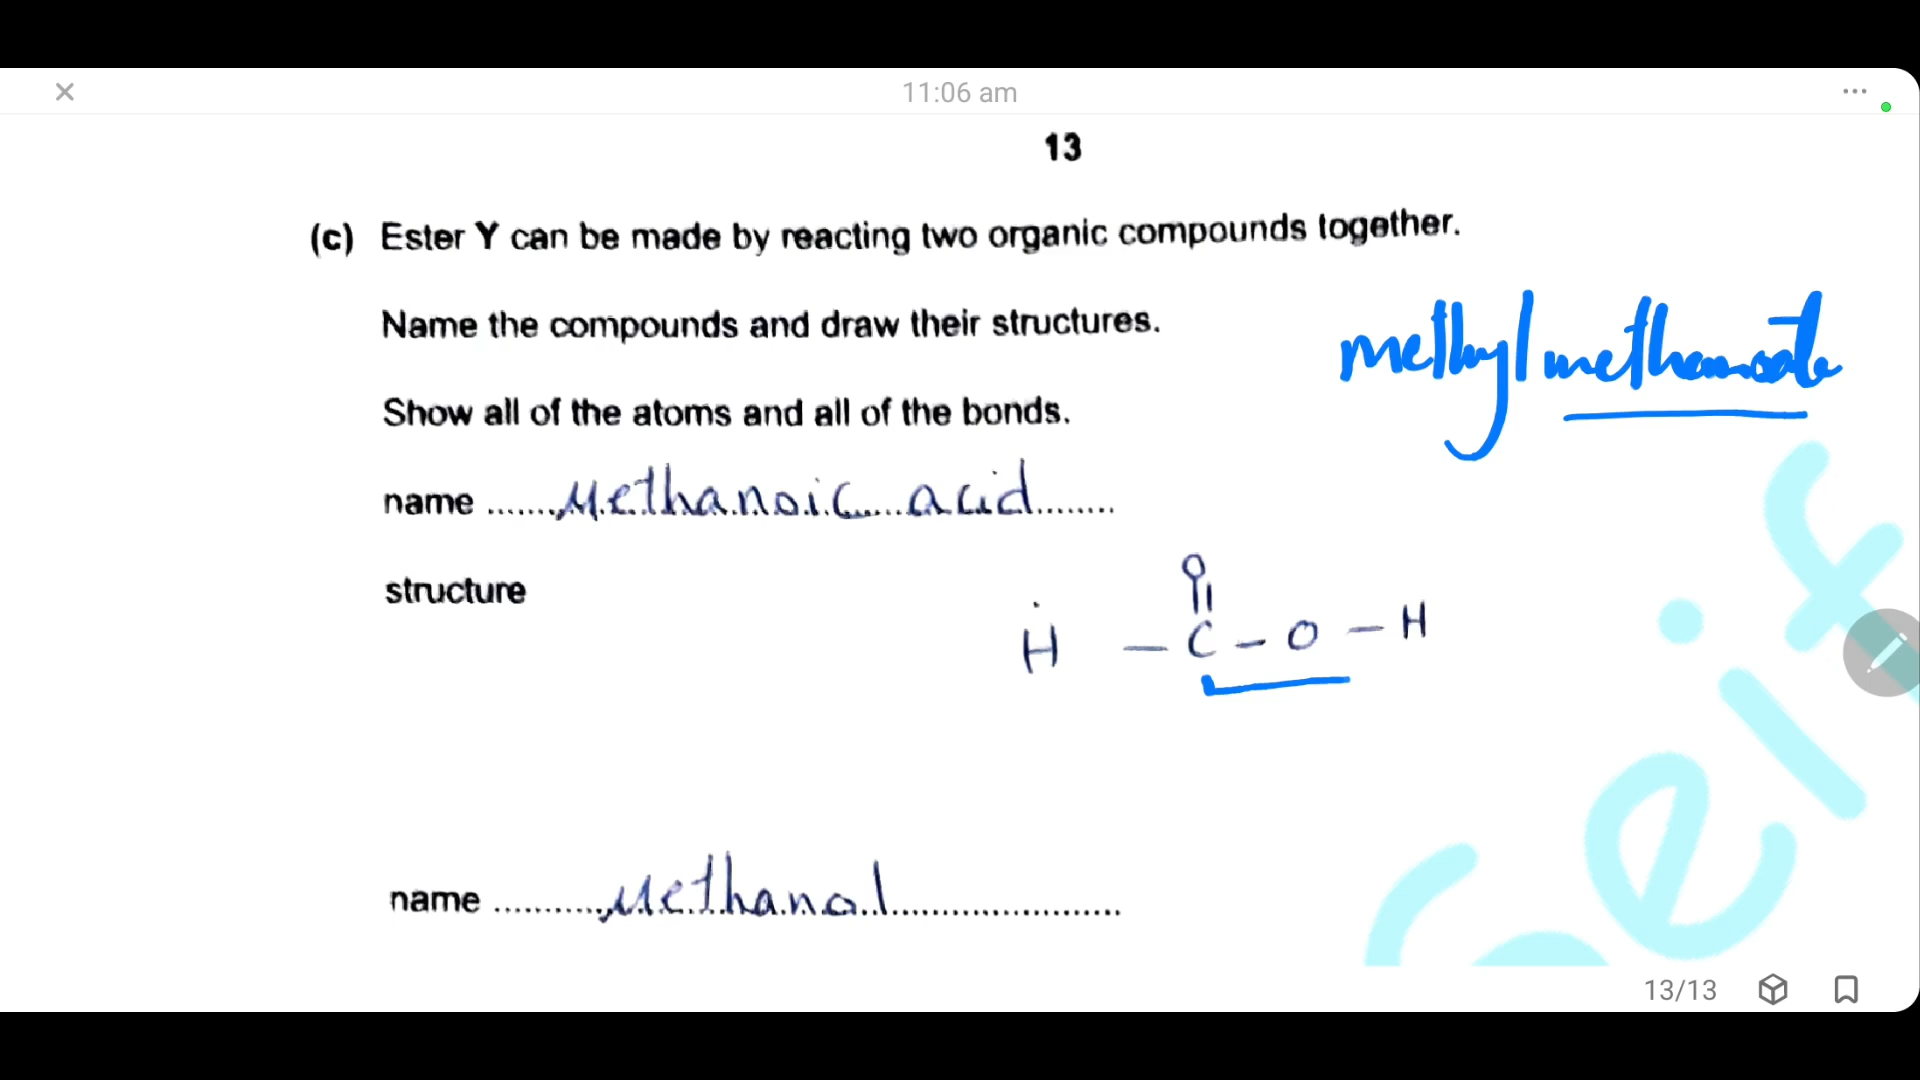 11:06 am
13
(c) Ester Y can be made by reacting two organic compounds together.
Name the compounds and draw their structures.
methyl methanoate
Show all of the atoms and all of the bonds.
name ........Methanoic acid........
structure
O
H – C – O – H
name ...........Methanol........................
Seif
13/13